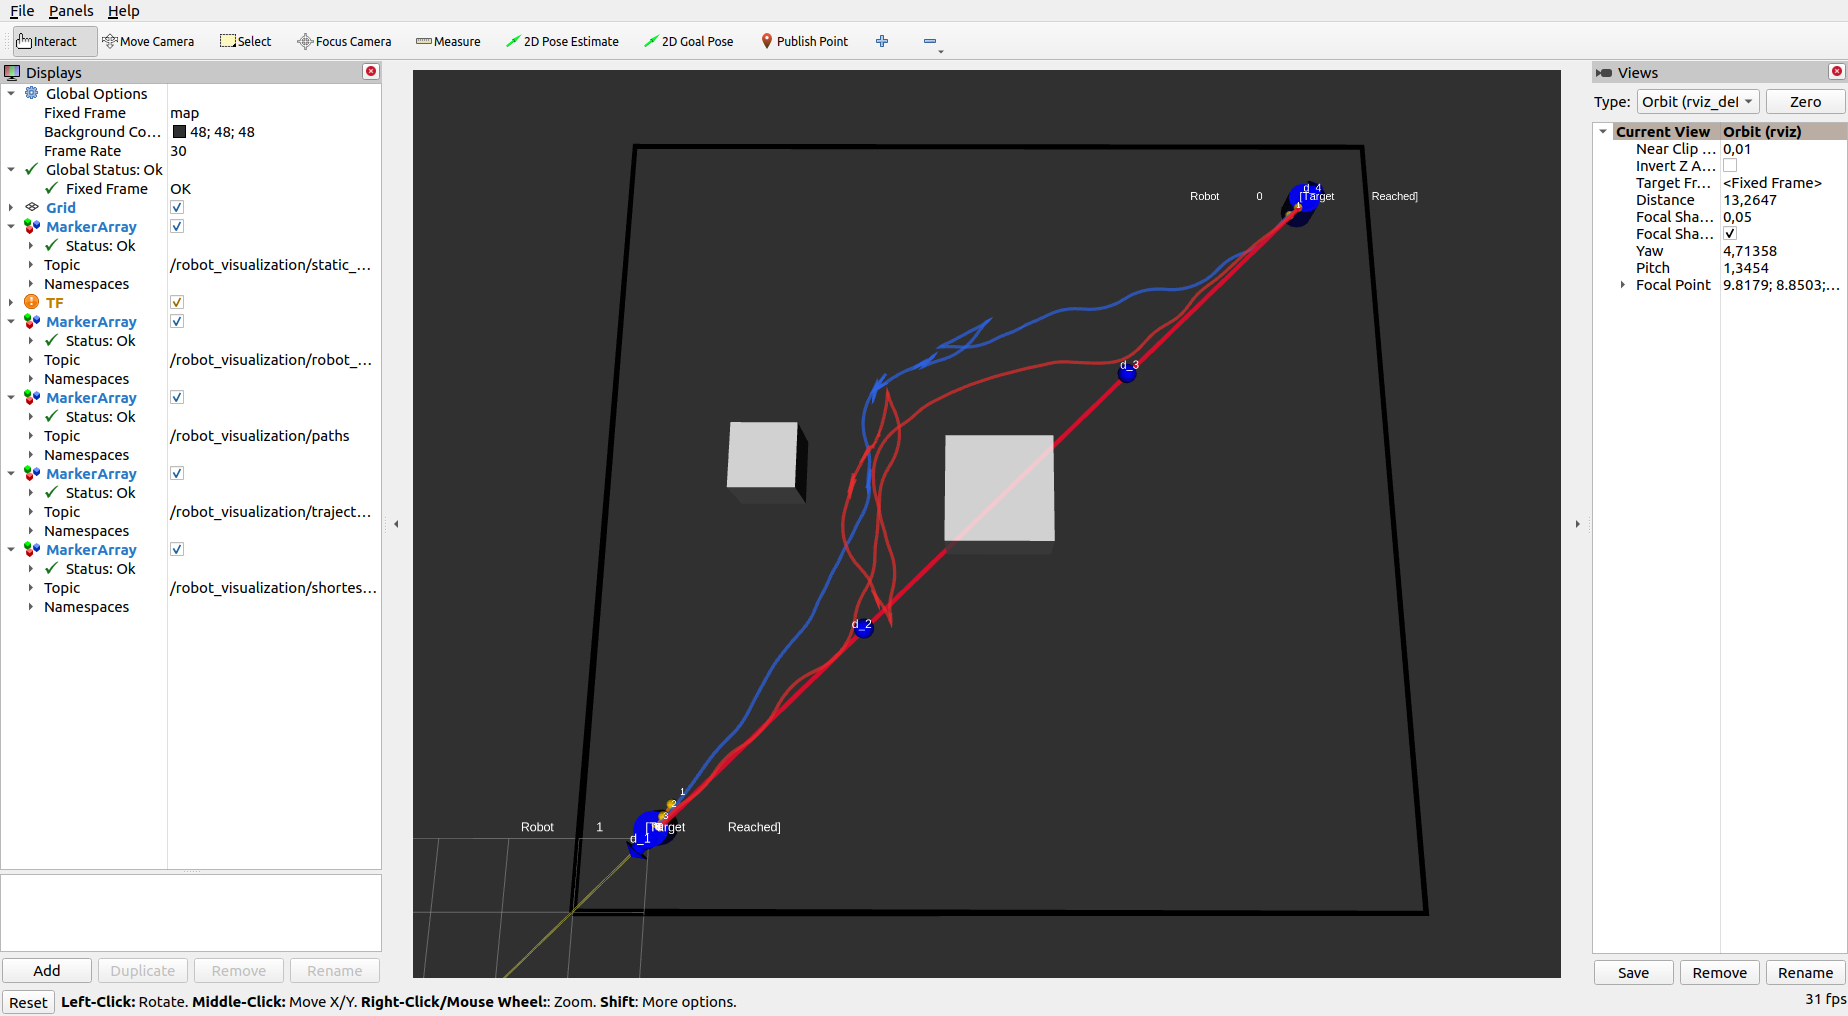 File Panels Help
Interact Move Camera Select Focus Camera Measure 2D Pose Estimate 2D Goal Pose Publish Point
Displays
Global Options
Fixed Frame map
Background Co... 48; 48; 48
Frame Rate 30
Global Status: Ok
Fixed Frame OK
Grid
MarkerArray
Status: Ok
Topic /robot_visualization/static_...
Namespaces
TF
MarkerArray
Status: Ok
Topic /robot_visualization/robot_...
Namespaces
MarkerArray
Status: Ok
Topic /robot_visualization/paths
Namespaces
MarkerArray
Status: Ok
Topic /robot_visualization/traject...
Namespaces
MarkerArray
Status: Ok
Topic /robot_visualization/shortes...
Namespaces
Add Duplicate Remove Rename
d_4
Robot 0 [Target Reached]
1
d_3
d_2
1
2
3
Robot 1 [Target Reached]
d_1
Views
Type: Orbit (rviz_del Zero
Current View Orbit (rviz)
Near Clip ... 0,01
Invert Z A...
Target Fr... <Fixed Frame>
Distance 13,2647
Focal Sha... 0,05
Focal Sha...
Yaw 4,71358
Pitch 1,3454
Focal Point 9.8179; 8.8503;...
Save Remove Rename
Reset Left-Click: Rotate. Middle-Click: Move X/Y. Right-Click/Mouse Wheel:: Zoom. Shift: More options. 31 fps